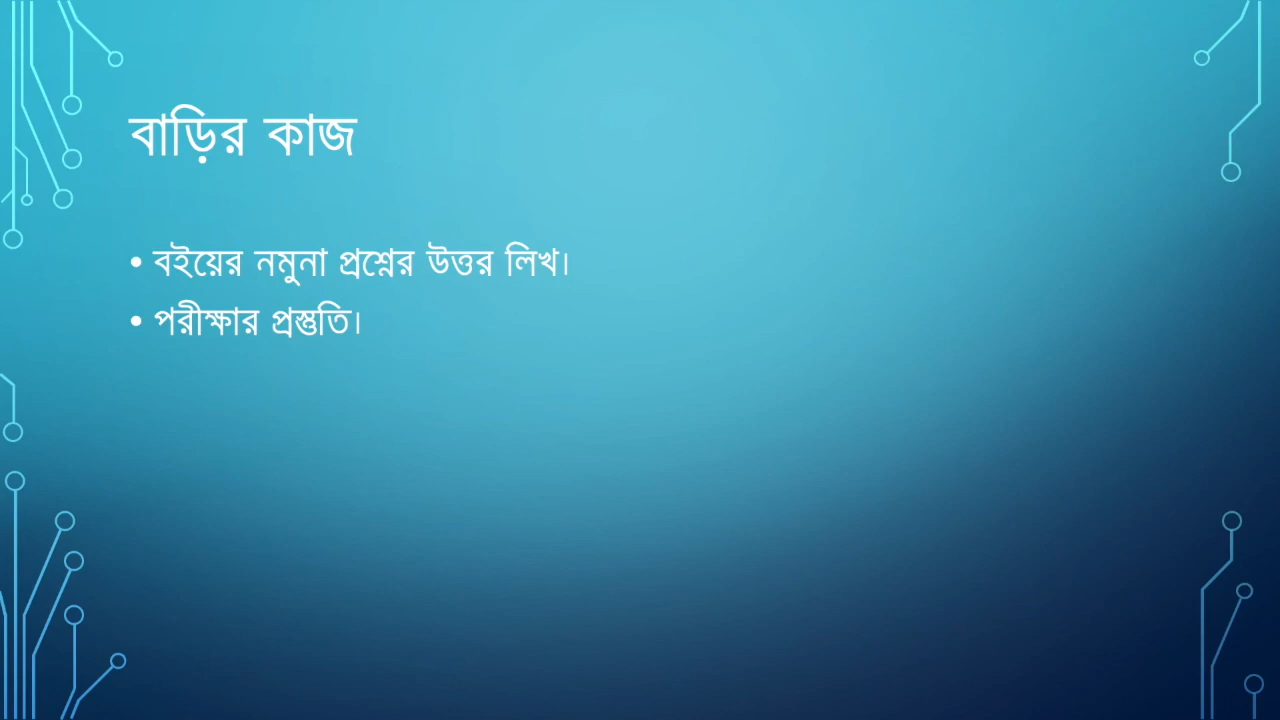 বাড়ির কাজ
• বইয়ের নমুনা প্রশ্নের উত্তর লিখ।
• পরীক্ষার প্রস্তুতি।